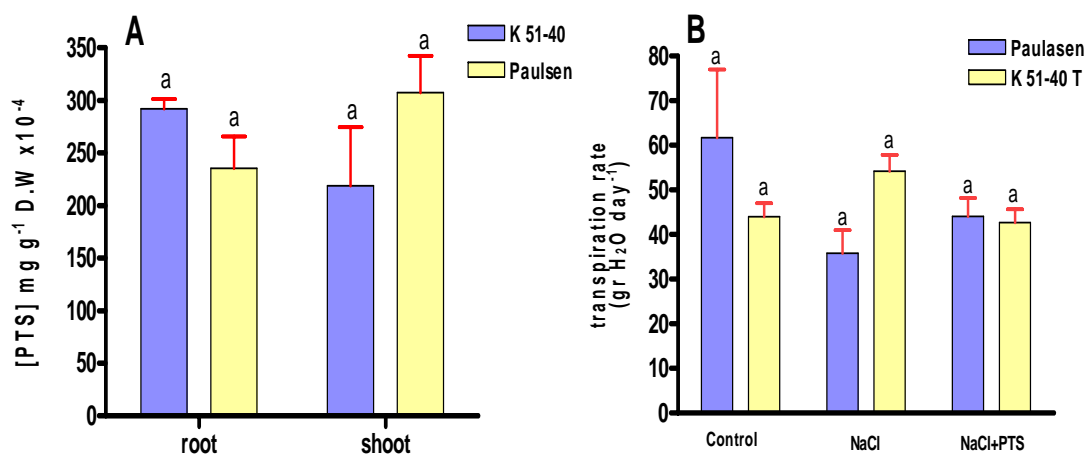 A
K 51-40
Paulsen
[PTS] mg g⁻¹ D.W x10⁻⁴
350
300
250
200
150
100
50
0
a
a
a
a
root
shoot
B
Paulasen
K 51-40 T
transpiration rate
(gr H₂O day⁻¹)
80
70
60
50
40
30
20
10
0
a
a
a
a
a
a
Control
NaCl
NaCl+PTS